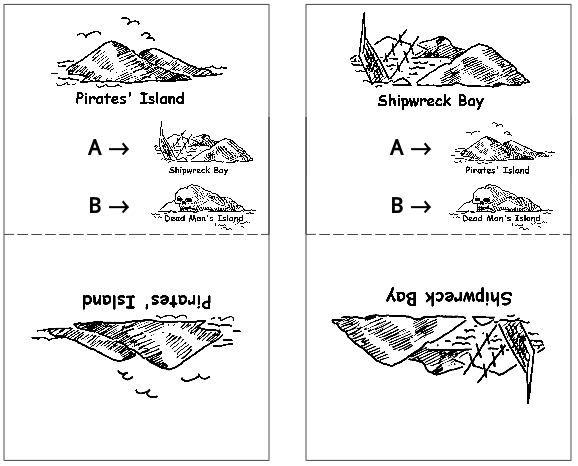 Pirates' Island
A →
Shipwreck Bay
B →
Dead Man's Island
Pirates' Island
Shipwreck Bay
A →
Pirates' Island
B →
Dead Man's Island
Shipwreck Bay